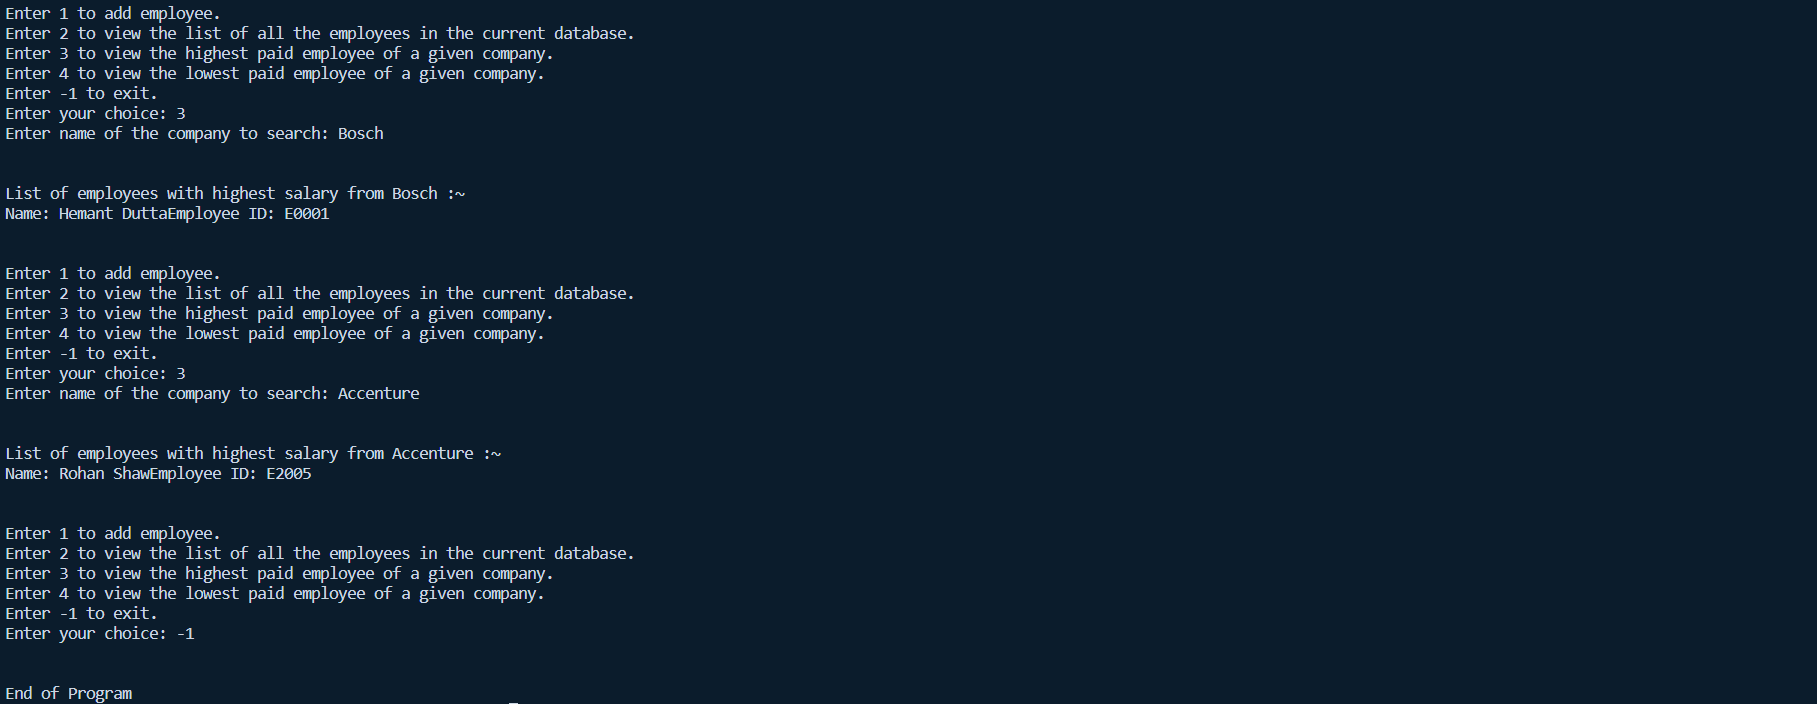 Enter 1 to add employee.
Enter 2 to view the list of all the employees in the current database.
Enter 3 to view the highest paid employee of a given company.
Enter 4 to view the lowest paid employee of a given company.
Enter -1 to exit.
Enter your choice: 3
Enter name of the company to search: Bosch
List of employees with highest salary from Bosch :~
Name: Hemant DuttaEmployee ID: E0001
Enter 1 to add employee.
Enter 2 to view the list of all the employees in the current database.
Enter 3 to view the highest paid employee of a given company.
Enter 4 to view the lowest paid employee of a given company.
Enter -1 to exit.
Enter your choice: 3
Enter name of the company to search: Accenture
List of employees with highest salary from Accenture :~
Name: Rohan ShawEmployee ID: E2005
Enter 1 to add employee.
Enter 2 to view the list of all the employees in the current database.
Enter 3 to view the highest paid employee of a given company.
Enter 4 to view the lowest paid employee of a given company.
Enter -1 to exit.
Enter your choice: -1
End of Program